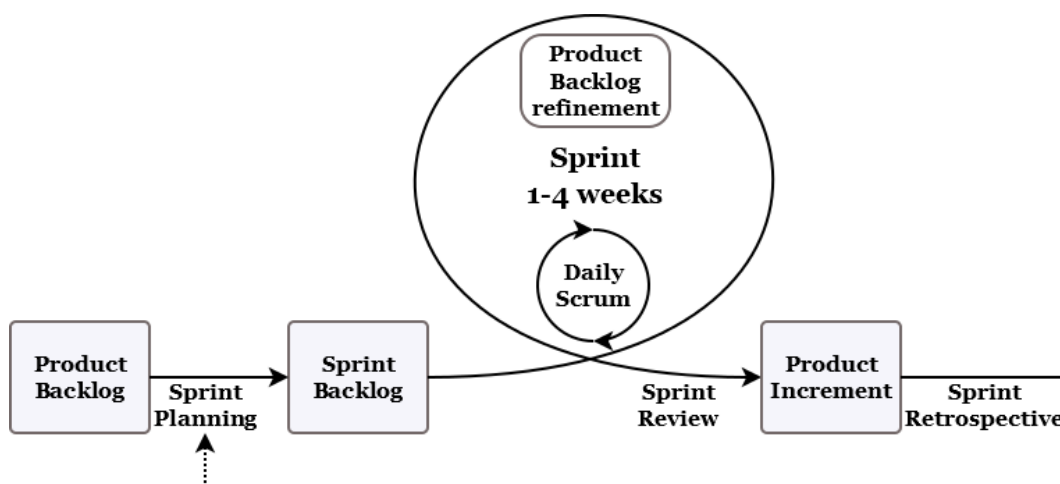 Product
Backlog
refinement
Sprint
1-4 weeks
Daily
Scrum
Product
Backlog
Sprint
Planning
Sprint
Backlog
Sprint
Review
Product
Increment
Sprint
Retrospective